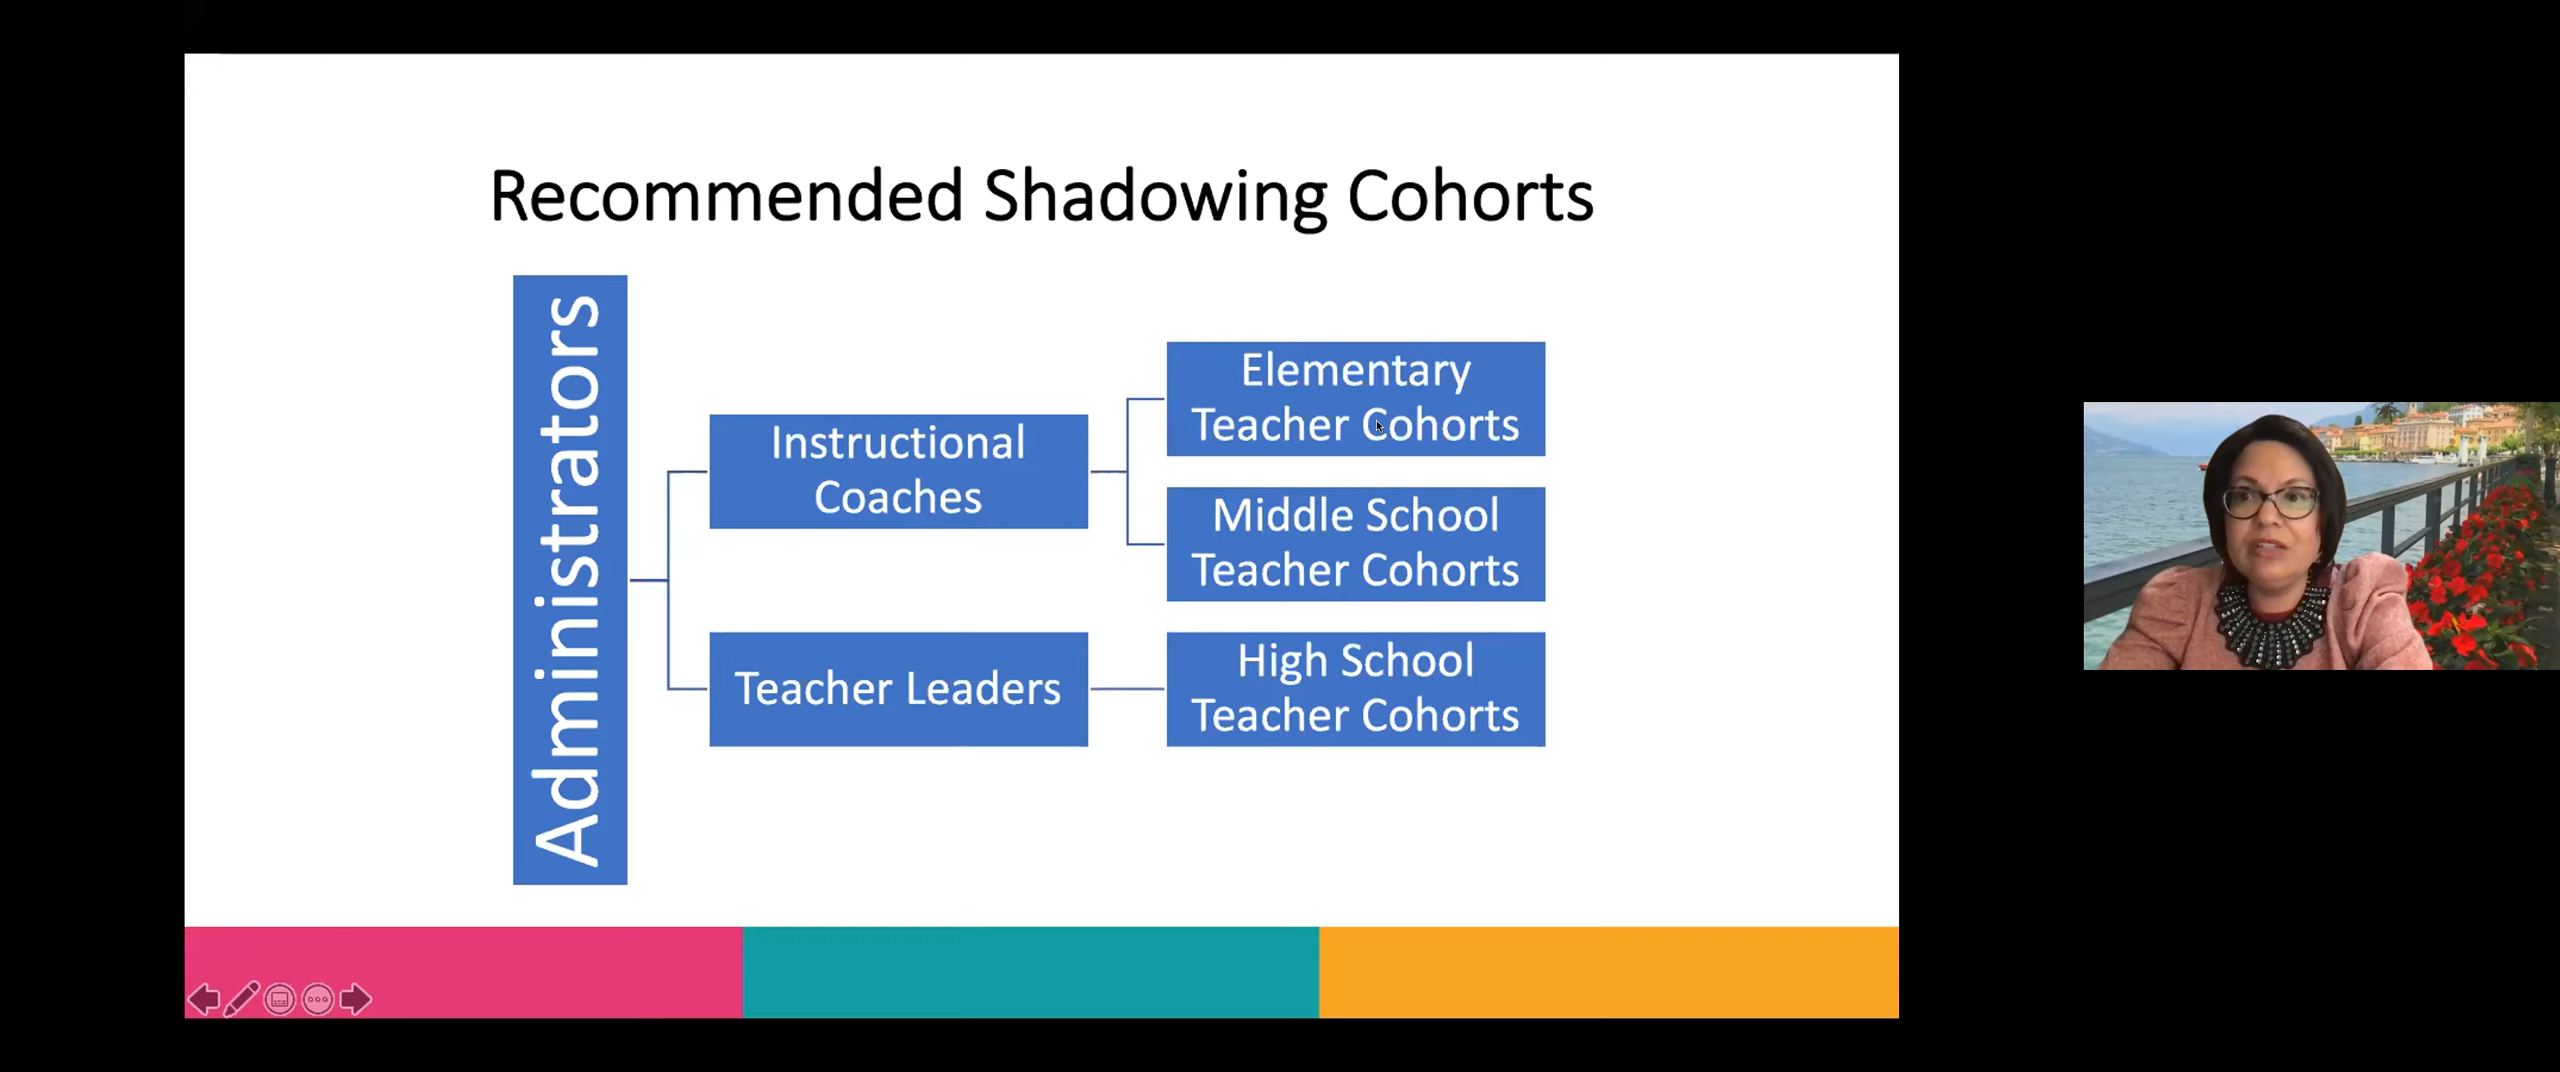 Recommended Shadowing Cohorts
Administrators
Instructional
Coaches
Teacher Leaders
Elementary
Teacher Cohorts
Middle School
Teacher Cohorts
High School
Teacher Cohorts